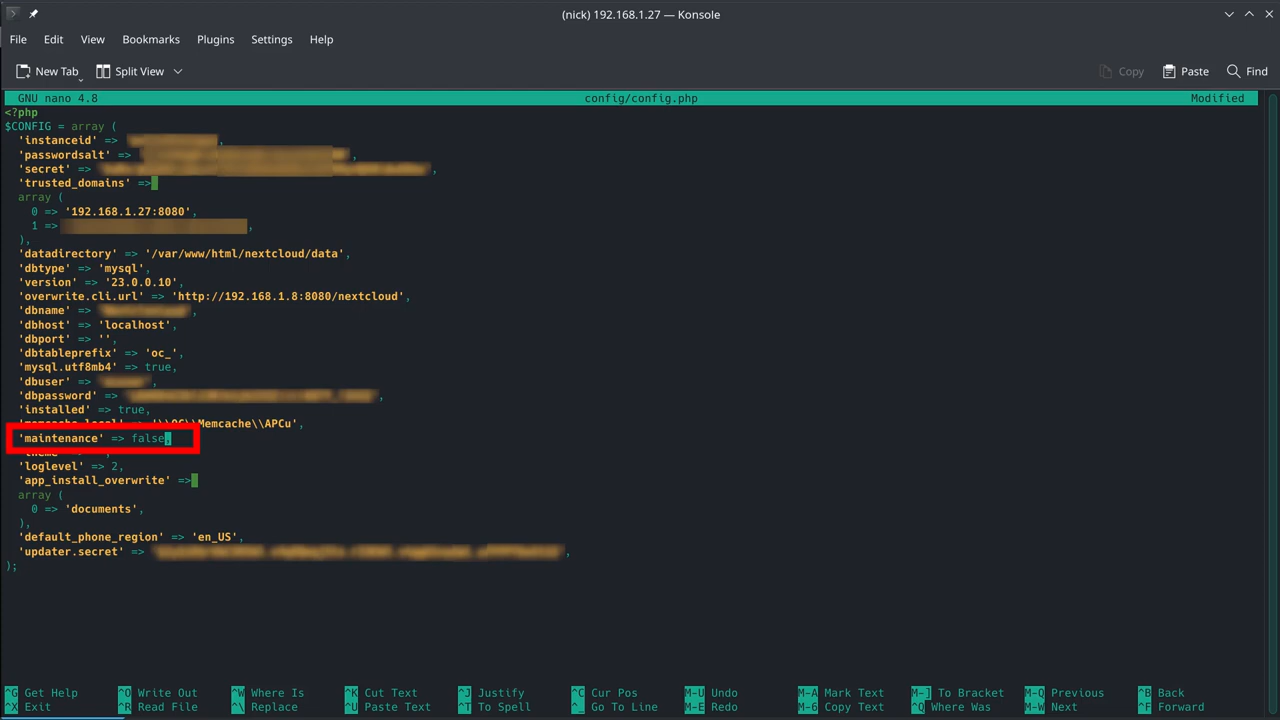 (nick) 192.168.1.27 — Konsole
File Edit View Bookmarks Plugins Settings Help
New Tab Split View Copy Paste Find
GNU nano 4.8 config/config.php Modified
<?php
$CONFIG = array (
'instanceid' => ,
'passwordsalt' => ,
'secret' => ,
'trusted_domains' =>
array (
0 => '192.168.1.27:8080',
1 => ,
),
'datadirectory' => '/var/www/html/nextcloud/data',
'dbtype' => 'mysql',
'version' => '23.0.0.10',
'overwrite.cli.url' => 'http://192.168.1.8:8080/nextcloud',
'dbname' => ,
'dbhost' => 'localhost',
'dbport' => '',
'dbtableprefix' => 'oc_',
'mysql.utf8mb4' => true,
'dbuser' => ,
'dbpassword' => ,
'installed' => true,
'memcache.local' => '\\OC\\Memcache\\APCu',
'maintenance' => false,
'theme'
'loglevel' => 2,
'app_install_overwrite' =>
array (
0 => 'documents',
),
'default_phone_region' => 'en_US',
'updater.secret' => ,
);
^G Get Help ^O Write Out ^W Where Is ^K Cut Text ^J Justify ^C Cur Pos M-U Undo M-A Mark Text M-] To Bracket M-Q Previous ^B Back
^X Exit ^R Read File ^\ Replace ^U Paste Text ^T To Spell ^_ Go To Line M-E Redo M-6 Copy Text ^Q Where Was M-W Next ^F Forward